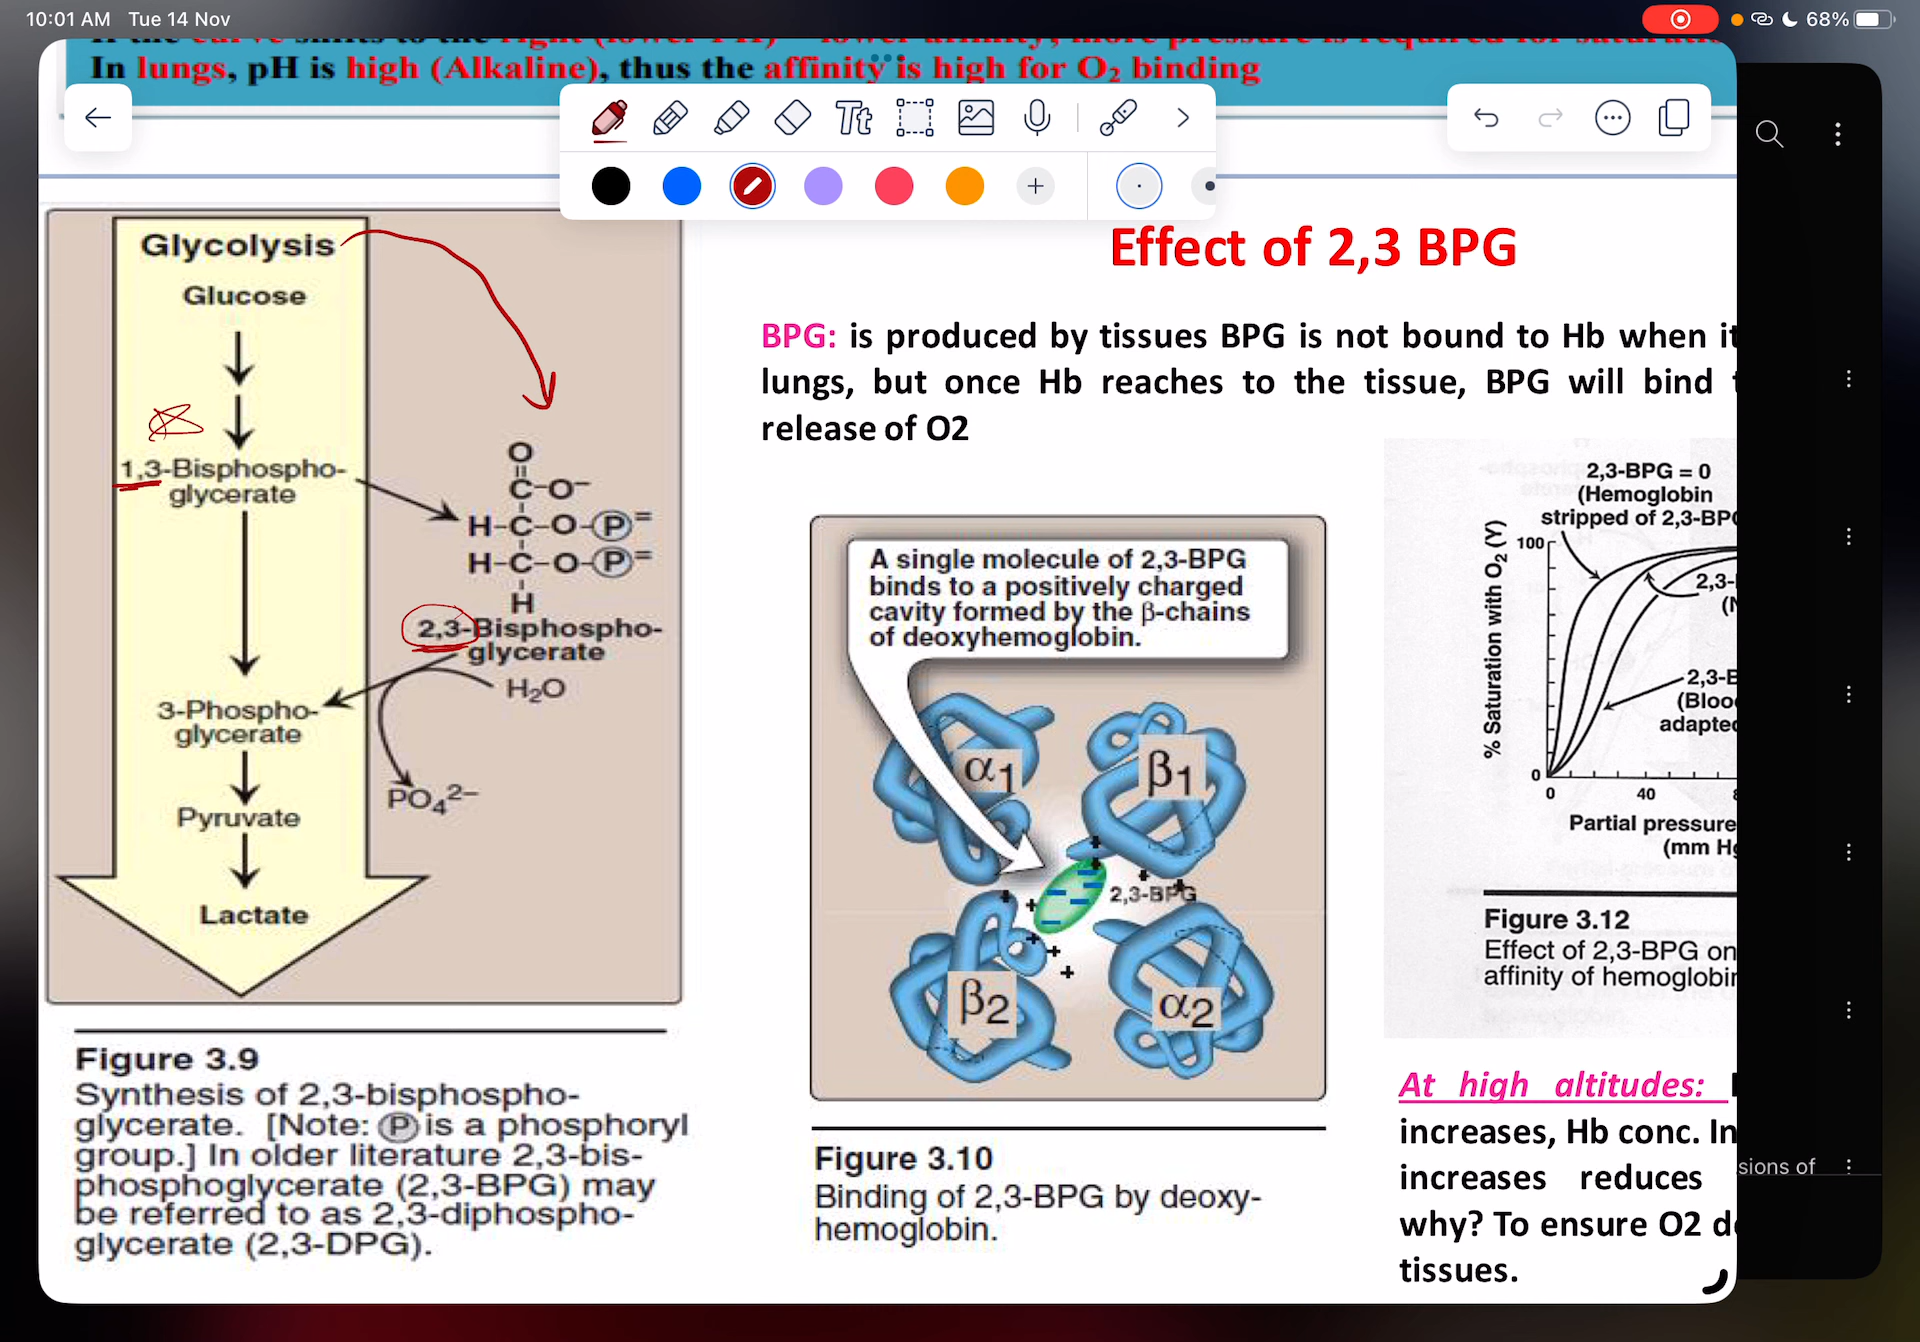 10:01 AM Tue 14 Nov
68%
In lungs, pH is high (Alkaline), thus the affinity is high for O₂ binding
Tt
Glycolysis
Glucose
1,3-Bisphospho-
glycerate
3-Phospho-
glycerate
Pyruvate
Lactate
O
C-O⁻
H-C-O-P=
H-C-O-P=
H
2,3-Bisphospho-
glycerate
H₂O
PO₄²⁻
Figure 3.9
Synthesis of 2,3-bisphospho-
glycerate. [Note: P is a phosphoryl
group.] In older literature 2,3-bis-
phosphoglycerate (2,3-BPG) may
be referred to as 2,3-diphospho-
glycerate (2,3-DPG).
Effect of 2,3 BPG
BPG: is produced by tissues BPG is not bound to Hb when it
lungs, but once Hb reaches to the tissue, BPG will bind
release of O2
A single molecule of 2,3-BPG
binds to a positively charged
cavity formed by the β-chains
of deoxyhemoglobin.
α1
β1
2,3-BPG
β2
α2
Figure 3.10
Binding of 2,3-BPG by deoxy-
hemoglobin.
2,3-BPG = 0
(Hemoglobin
stripped of 2,3-BP
% Saturation with O₂ (Y)
100
2,3-
2,3-B
(Bloo
adapte
0
0 40
Partial pressure
(mm H
Figure 3.12
Effect of 2,3-BPG on
affinity of hemoglobi
At high altitudes:
increases, Hb conc. In
increases reduces
why? To ensure O2 d
tissues.
sions of